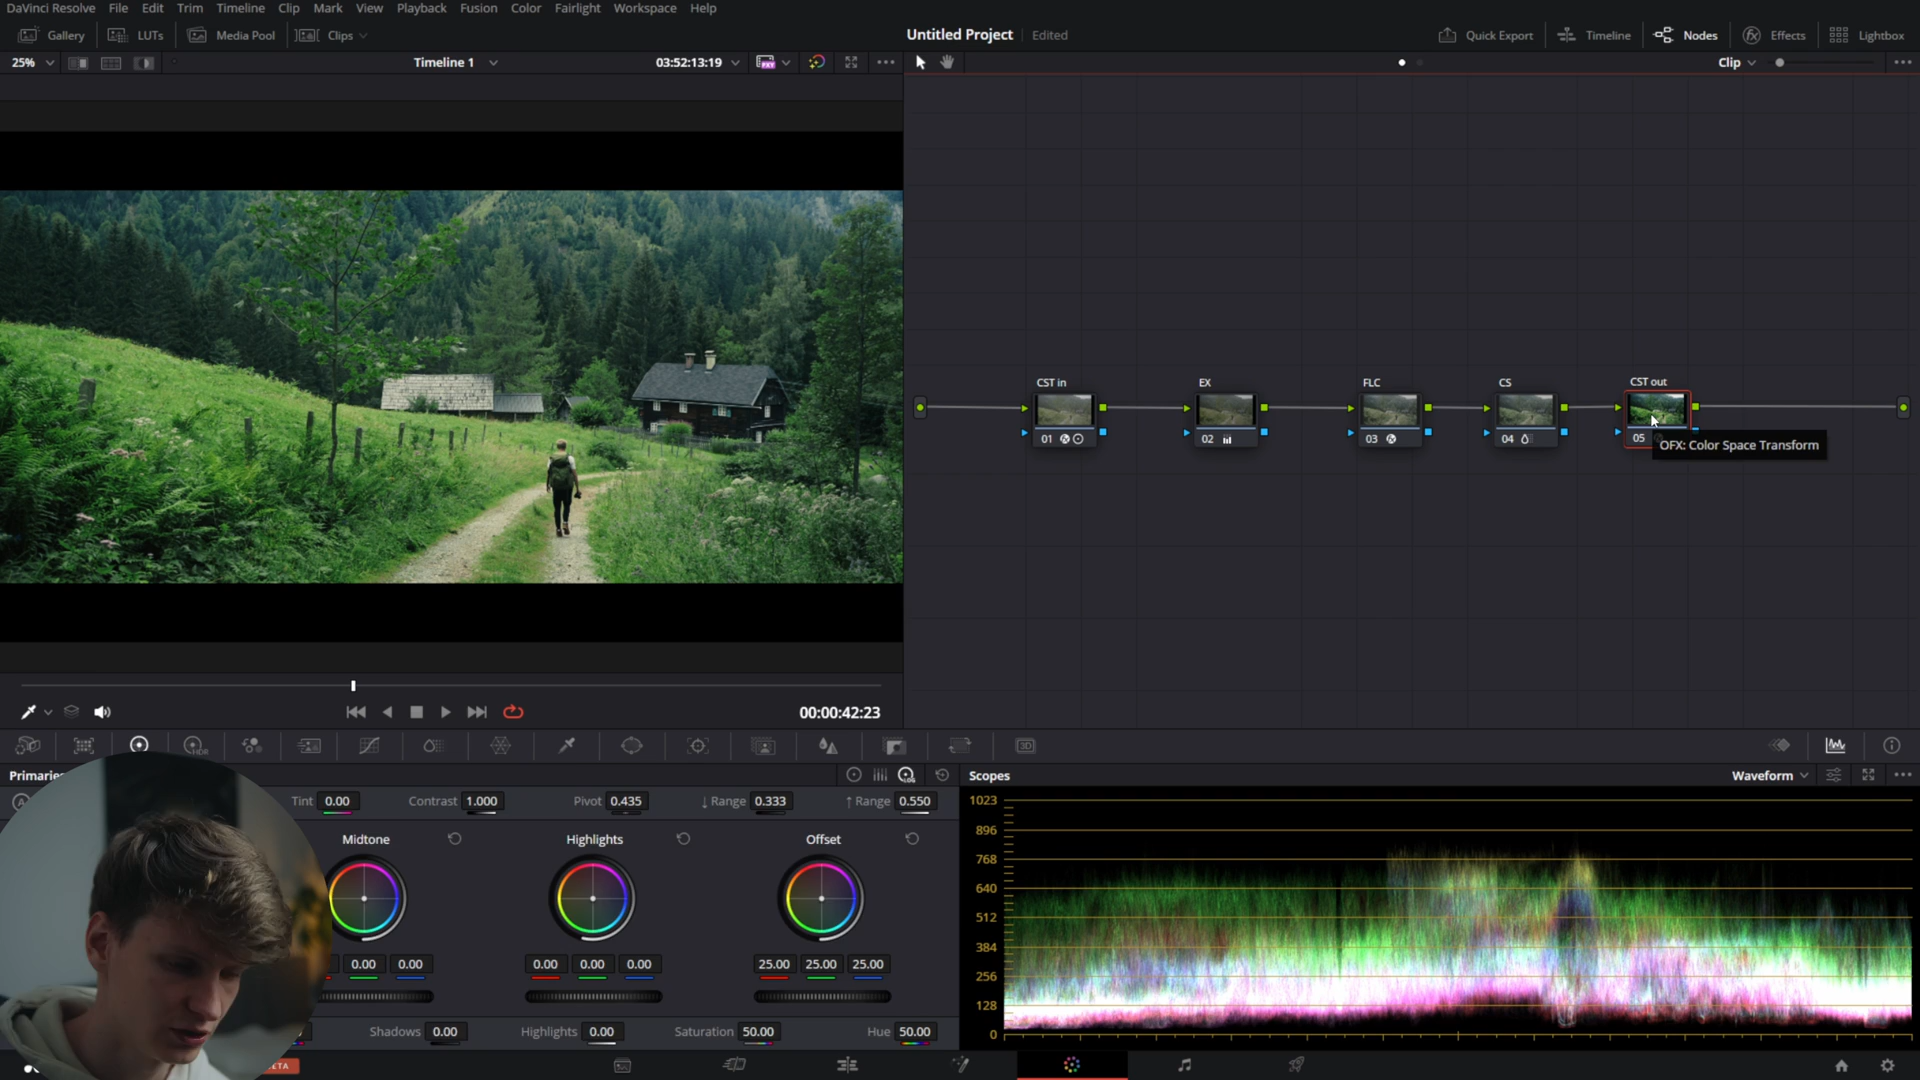 DaVinci Resolve File Edit Trim Timeline Clip Mark View Playback Fusion Color Fairlight Workspace Help
Gallery LUTs Media Pool Clips Untitled Project Edited Quick Export Timeline Nodes Effects Lightbox
25% Timeline 1 03:52:13:19 Clip
CST in EX FLC CS CST out
01 02 03 04 05
OFX: Color Space Transform
00:00:42:23
HDR 3D
Primaries Scopes Waveform
Tint 0.00 Contrast 1.000 Pivot 0.435 ↓ Range 0.333 ↑ Range 0.550
Midtone Highlights Offset
0.00 0.00 0.00 0.00 0.00 25.00 25.00 25.00
Shadows 0.00 Highlights 0.00 Saturation 50.00 Hue 50.00
1023
896
768
640
512
384
256
128
0